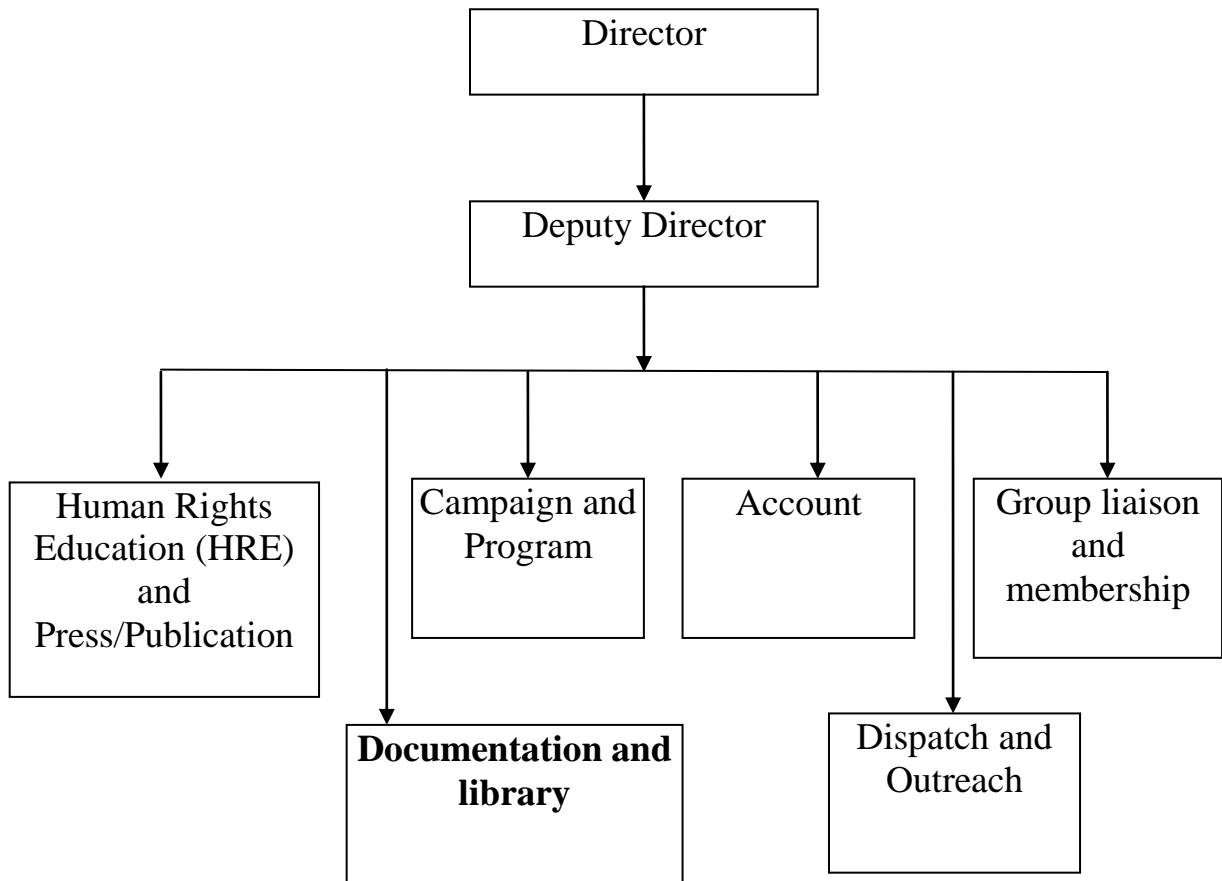 Director
Deputy Director
Human Rights
Education (HRE)
and
Press/Publication
Campaign and
Program
Account
Group liaison
and
membership
Documentation and
library
Dispatch and
Outreach